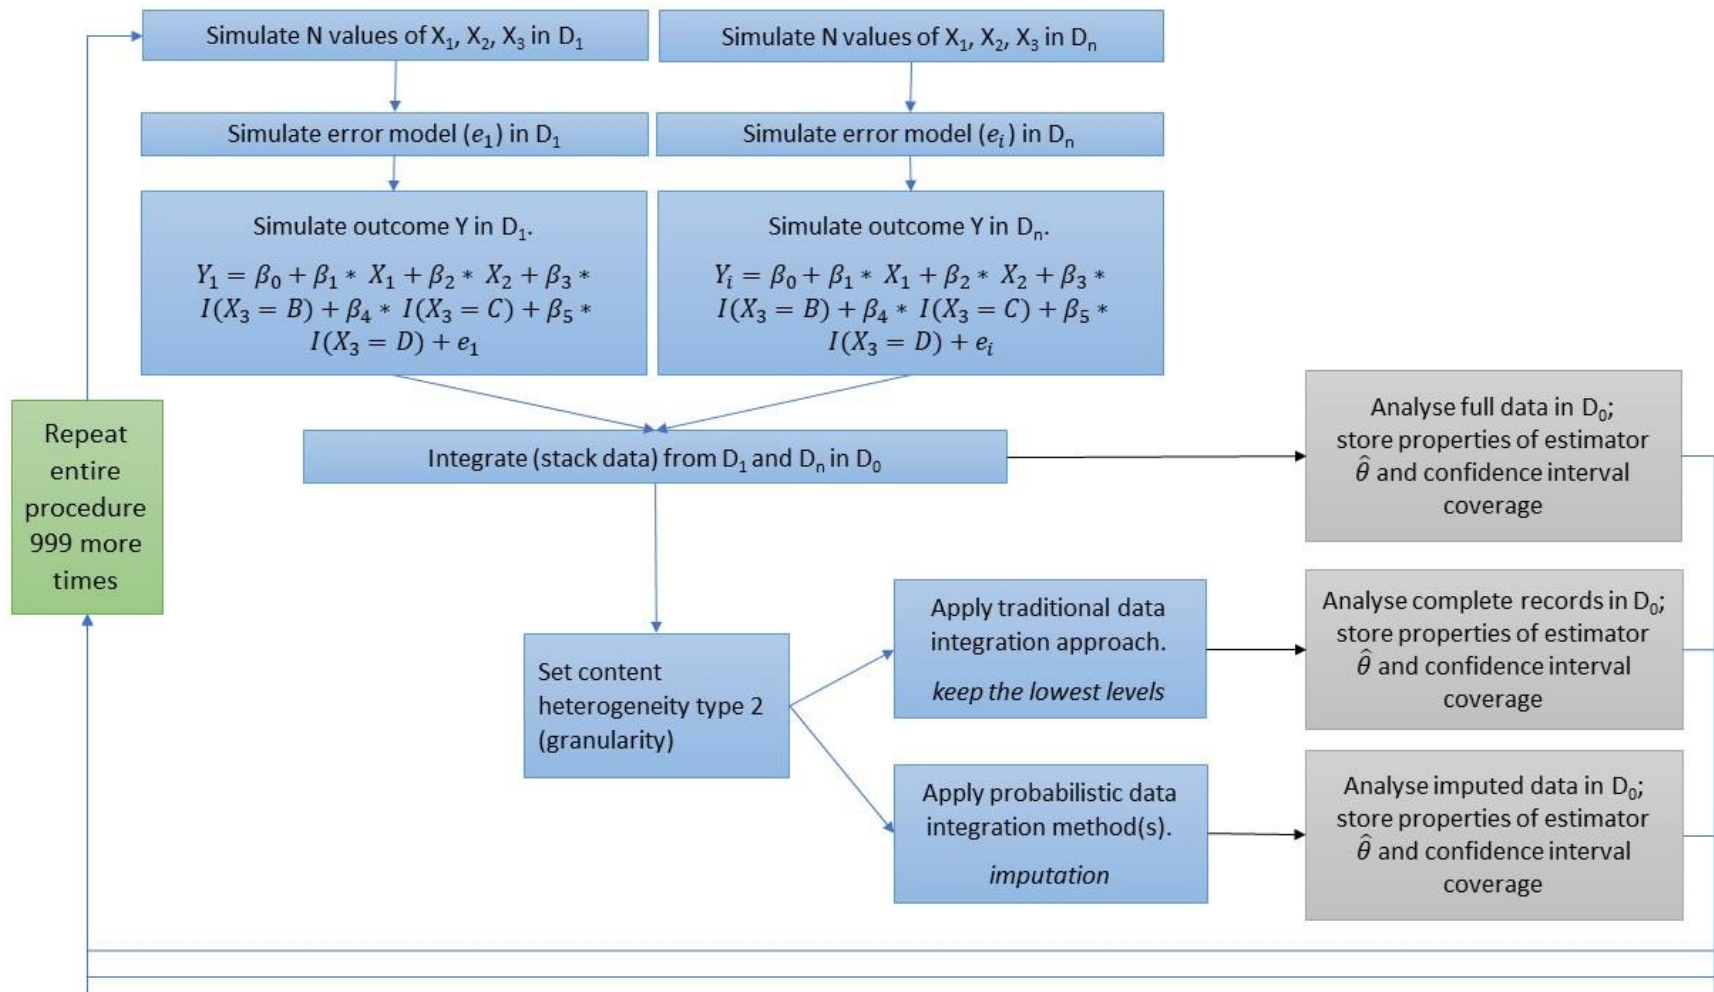 Simulate N values of X₁, X₂, X₃ in D₁
Simulate N values of X₁, X₂, X₃ in Dₙ
Simulate error model (e₁) in D₁
Simulate error model (eᵢ) in Dₙ
Simulate outcome Y in D₁.
Y₁ = β₀ + β₁ * X₁ + β₂ * X₂ + β₃ *
I(X₃ = B) + β₄ * I(X₃ = C) + β₅ *
I(X₃ = D) + e₁
Simulate outcome Y in Dₙ.
Yᵢ = β₀ + β₁ * X₁ + β₂ * X₂ + β₃ *
I(X₃ = B) + β₄ * I(X₃ = C) + β₅ *
I(X₃ = D) + eᵢ
Repeat
entire
procedure
999 more
times
Integrate (stack data) from D₁ and Dₙ in D₀
Analyse full data in D₀;
store properties of estimator
θ̂ and confidence interval
coverage
Set content
heterogeneity type 2
(granularity)
Apply traditional data
integration approach.
keep the lowest levels
Analyse complete records in D₀;
store properties of estimator
θ̂ and confidence interval
coverage
Apply probabilistic data
integration method(s).
imputation
Analyse imputed data in D₀;
store properties of estimator
θ̂ and confidence interval
coverage